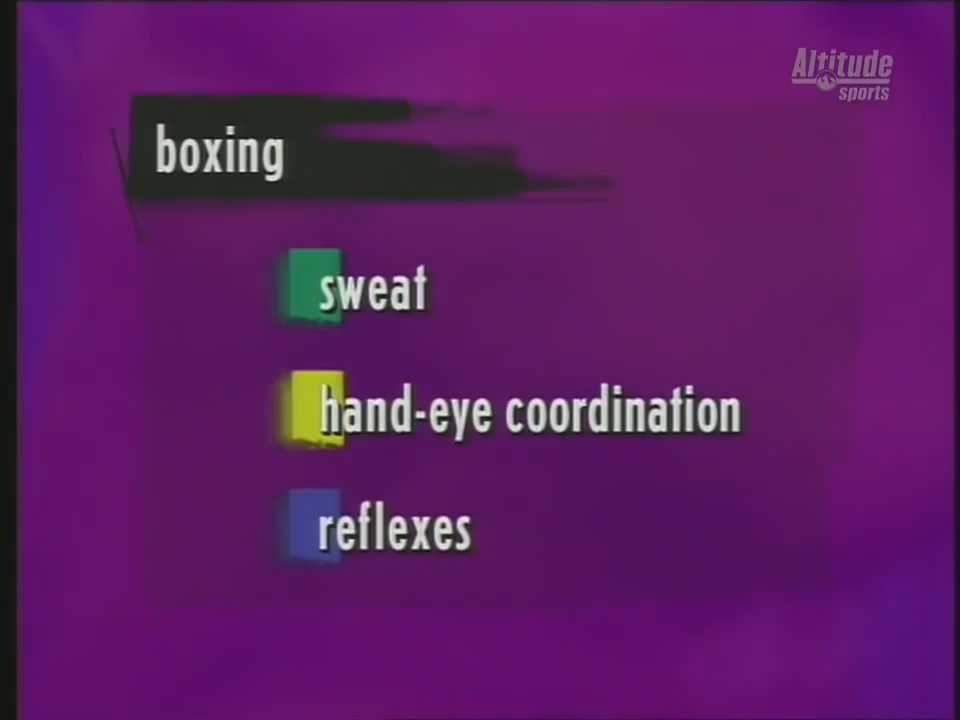 Altitude
sports
boxing
sweat
hand-eye coordination
reflexes